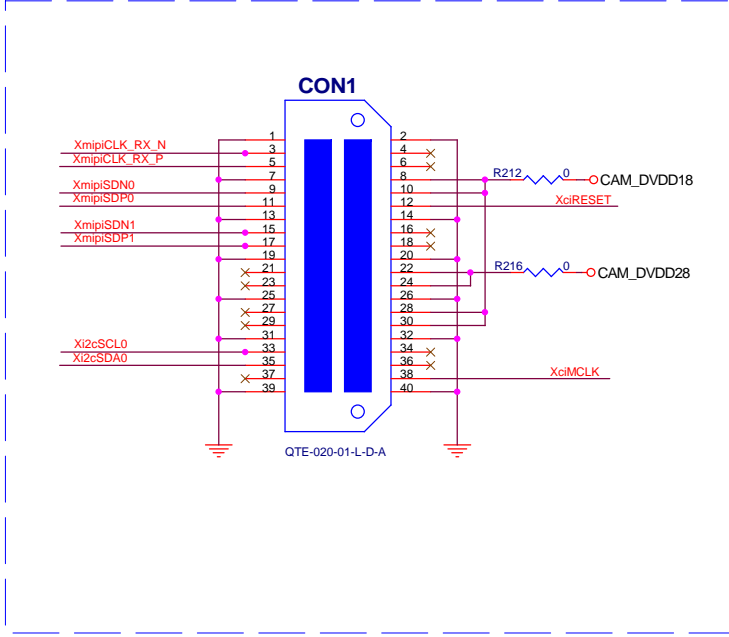 CON1
1 2
XmipiCLK_RX_N 3 4
XmipiCLK_RX_P 5 6
7 8 R212 0 CAM_DVDD18
XmipiSDN0 9 10
XmipiSDP0 11 12 XciRESET
13 14
XmipiSDN1 15 16
XmipiSDP1 17 18
19 20
21 22 R216 0 CAM_DVDD28
23 24
25 26
27 28
29 30
31 32
Xi2cSCL0 33 34
Xi2cSDA0 35 36
37 38 XciMCLK
39 40
QTE-020-01-L-D-A